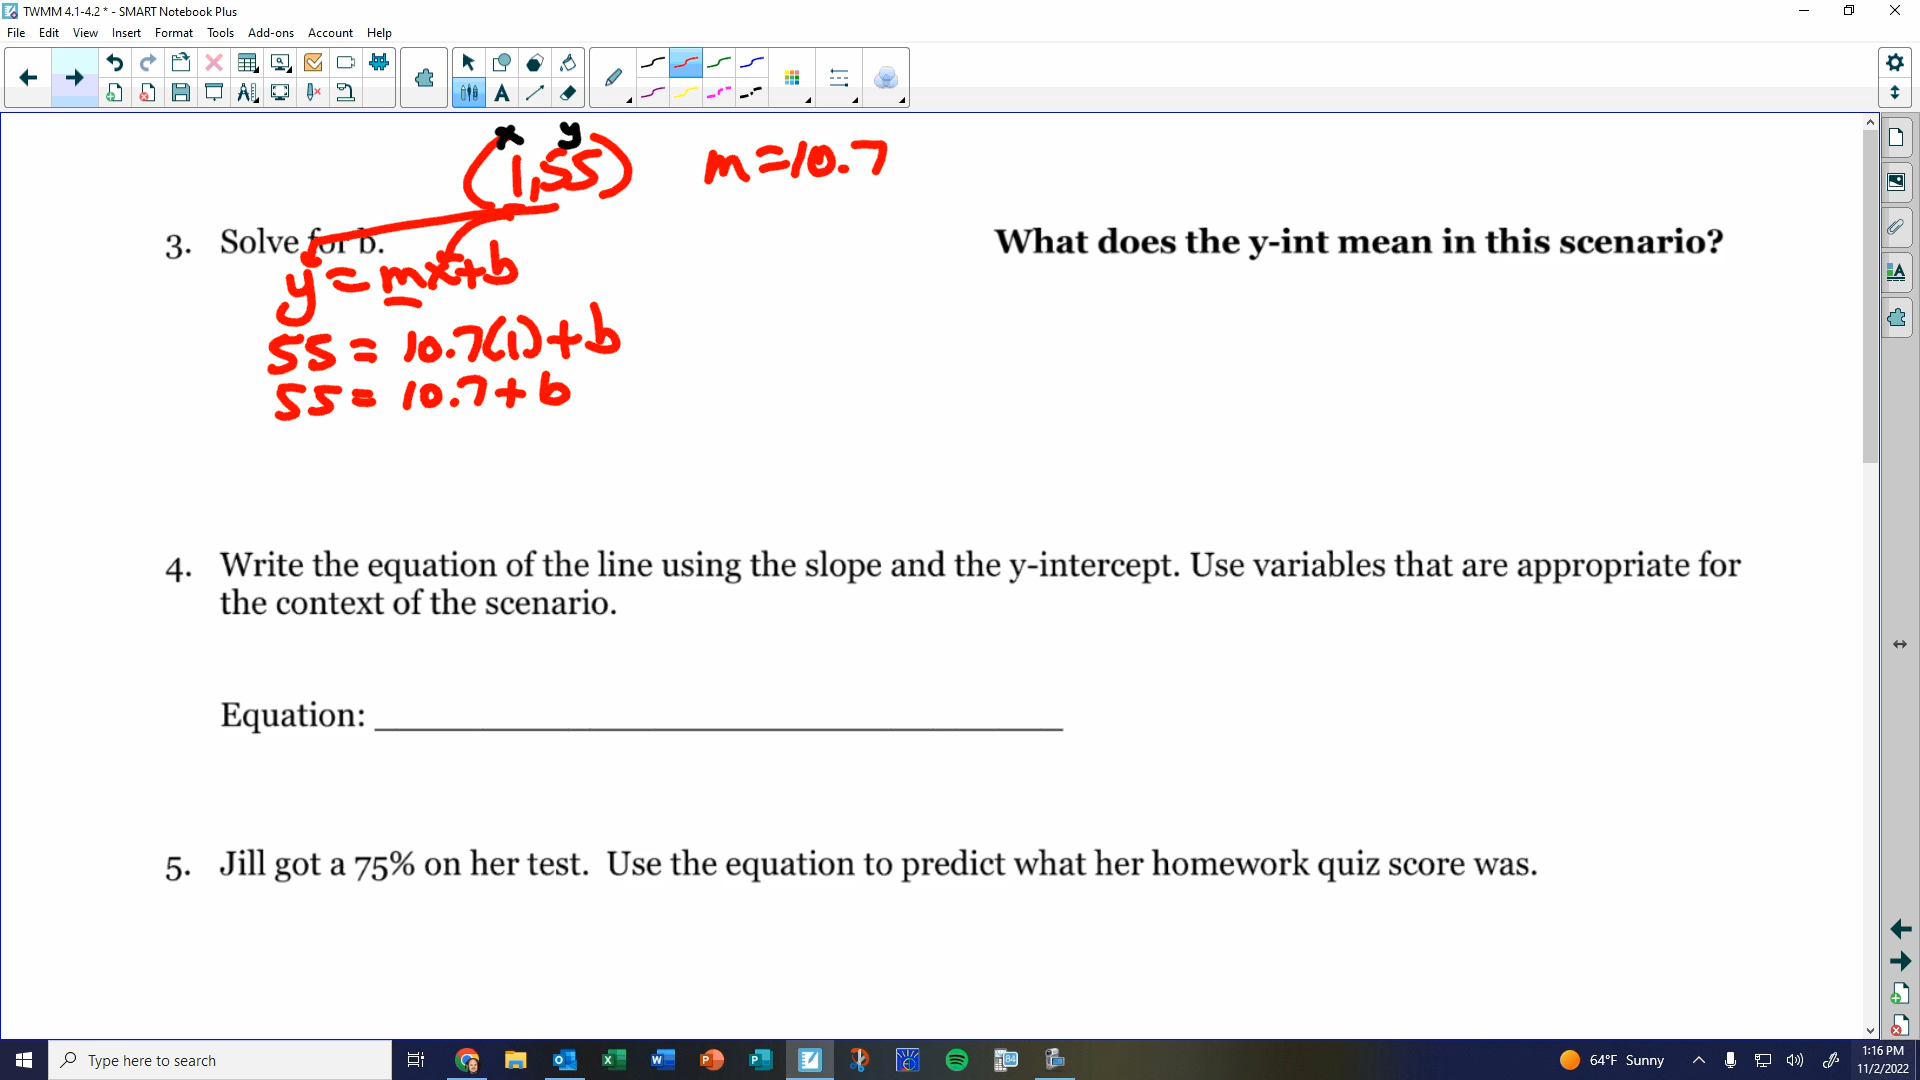 TWMM 4.1-4.2 * - SMART Notebook Plus
File Edit View Insert Format Tools Add-ons Account Help
x y
(1,55) m=10.7
3. Solve for b. What does the y-int mean in this scenario?
y=mx+b
55 = 10.7(1)+b
55 = 10.7+b
4. Write the equation of the line using the slope and the y-intercept. Use variables that are appropriate for
the context of the scenario.
Equation: ________________________________________
5. Jill got a 75% on her test. Use the equation to predict what her homework quiz score was.
Type here to search
64°F Sunny
1:16 PM
11/2/2022